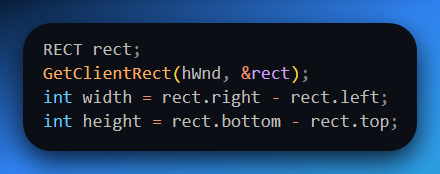 RECT rect;
GetClientRect(hWnd, &rect);
int width = rect.right - rect.left;
int height = rect.bottom - rect.top;